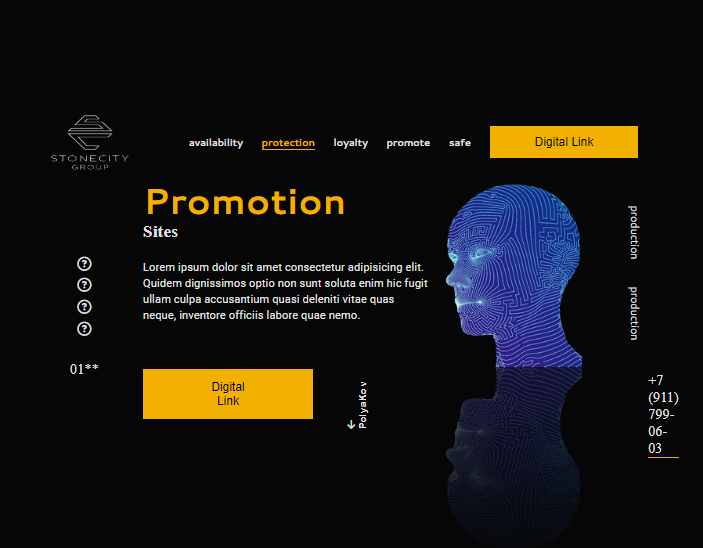 STONECITY
GROUP
availability protection loyalty promote safe
Digital Link
Promotion
Sites
Lorem ipsum dolor sit amet consectetur adipisicing elit.
Quidem dignissimos optio non sunt soluta enim hic fugit
ullam culpa accusantium quasi deleniti vitae quas
neque, inventore officiis labore quae nemo.
?
?
?
?
01**
Digital
Link
PolyaKo v
production
production
+7
(911)
799-
06-
03